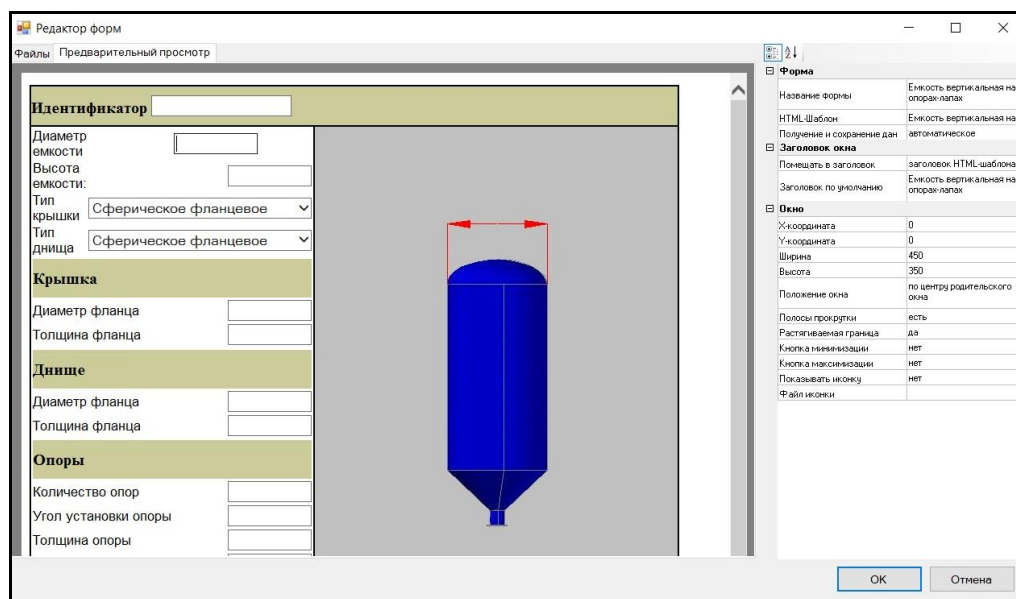 Редактор форм
Файлы Предварительный просмотр
Идентификатор
Диаметр
емкости
Высота
емкости:
Тип
крышки
Сферическое фланцевое
Тип
днища
Сферическое фланцевое
Крышка
Диаметр фланца
Толщина фланца
Днище
Диаметр фланца
Толщина фланца
Опоры
Количество опор
Угол установки опоры
Толщина опоры
Форма
Название формы Емкость вертикальная на
опорах-лапах
HTML-Шаблон Емкость вертикальная на
Получение и сохранение дан автоматическое
Заголовок окна
Помещать в заголовок заголовок HTML-шаблона
Заголовок по умолчанию Емкость вертикальная на
опорах-лапах
Окно
X-координата 0
Y-координата 0
Ширина 450
Высота 350
Положение окна по центру родительского
окна
Полосы прокрутки есть
Растягиваемая граница да
Кнопка минимизации нет
Кнопка максимизации нет
Показывать иконку нет
Файл иконки
OK Отмена